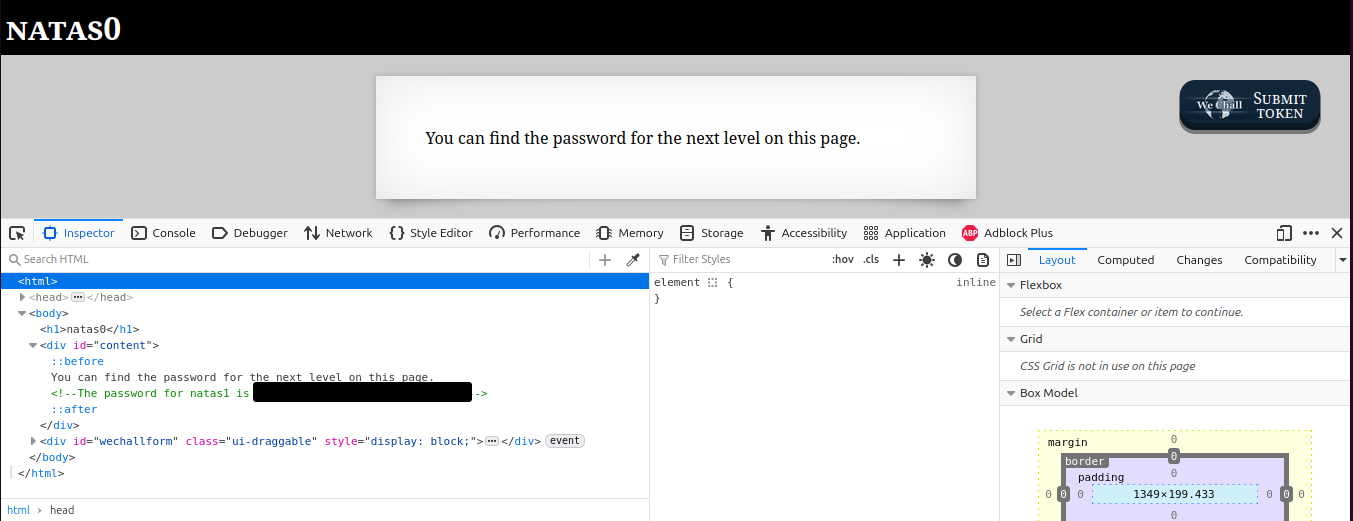 NATAS0
You can find the password for the next level on this page.
We Chall SUBMIT
TOKEN
Inspector Console Debugger Network Style Editor Performance Memory Storage Accessibility Application ABP Adblock Plus
Search HTML
Filter Styles :hov .cls
Layout Computed Changes Compatibility
<html>
<head> ··· </head>
<body>
<h1>natas0</h1>
<div id="content">
::before
You can find the password for the next level on this page.
<!--The password for natas1 is -->
::after
</div>
<div id="wechallform" class="ui-draggable" style="display: block;"> ··· </div> event
</body>
</html>
html > head
element { inline
}
Flexbox
Select a Flex container or item to continue.
Grid
CSS Grid is not in use on this page
Box Model
margin 0
border 0
padding 0
0 0 0 1349×199.433 0 0 0
0